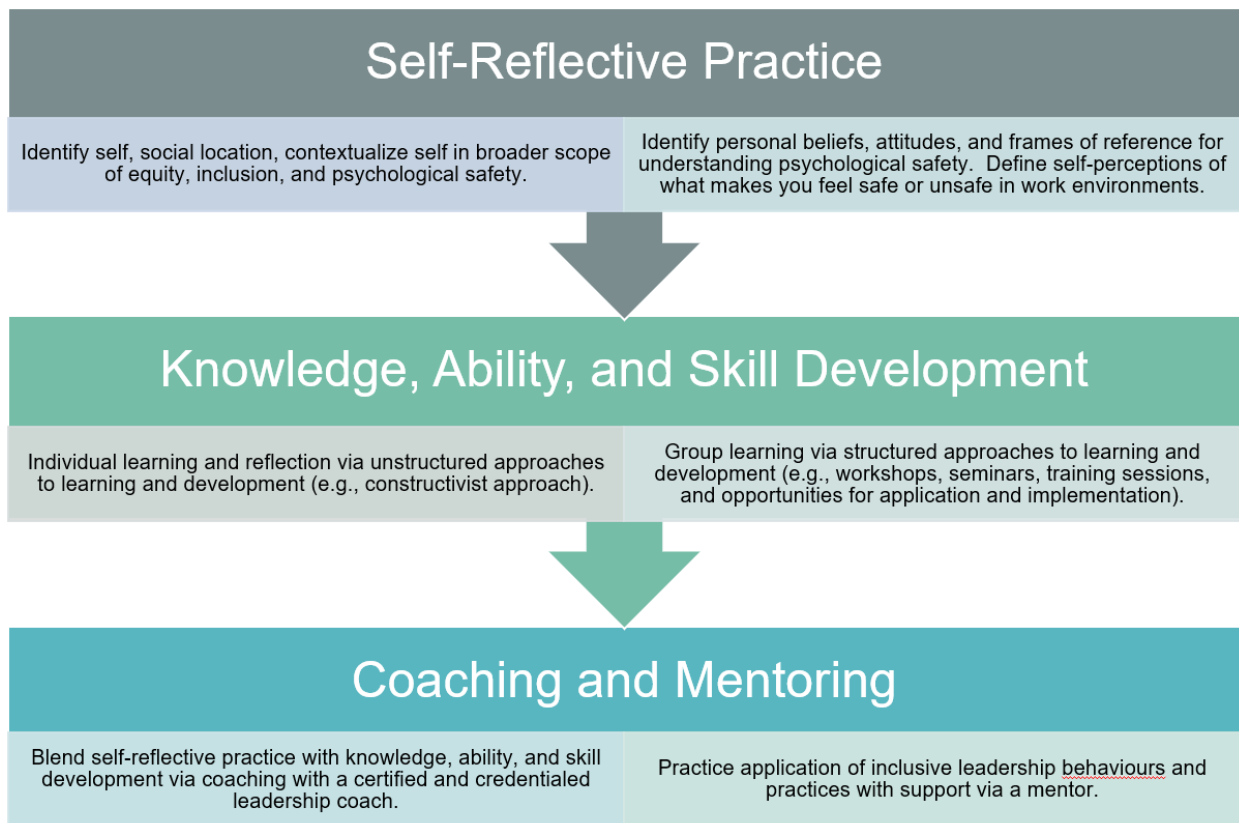 Self-Reflective Practice
Identify self, social location, contextualize self in broader scope
of equity, inclusion, and psychological safety.
Identify personal beliefs, attitudes, and frames of reference for
understanding psychological safety.  Define self-perceptions of
what makes you feel safe or unsafe in work environments.
Knowledge, Ability, and Skill Development
Individual learning and reflection via unstructured approaches
to learning and development (e.g., constructivist approach).
Group learning via structured approaches to learning and
development (e.g., workshops, seminars, training sessions,
and opportunities for application and implementation).
Coaching and Mentoring
Blend self-reflective practice with knowledge, ability, and skill
development via coaching with a certified and credentialed
leadership coach.
Practice application of inclusive leadership behaviours and
practices with support via a mentor.